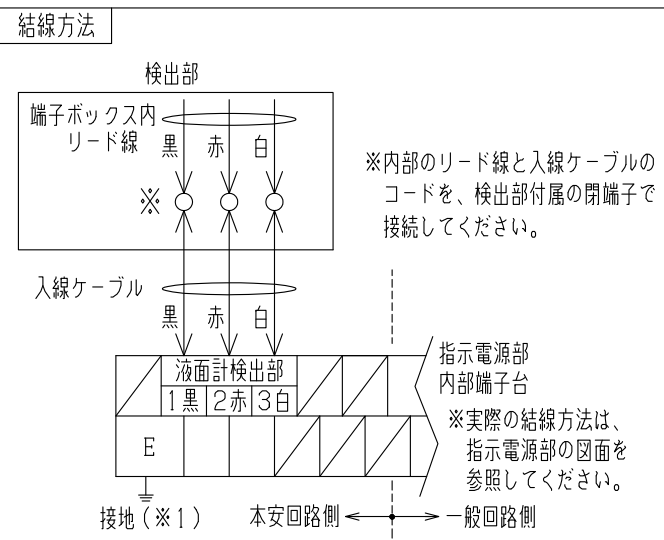 結線方法
検出部
端子ボックス内
リード線
黒 赤 白
※
※内部のリード線と入線ケーブルの
コードを、検出部付属の閉端子で
接続してください。
入線ケーブル
黒 赤 白
液面計検出部
1黒 2赤 3白
E
指示電源部
内部端子台
※実際の結線方法は、
指示電源部の図面を
参照してください。
接地(※1) 本安回路側 一般回路側